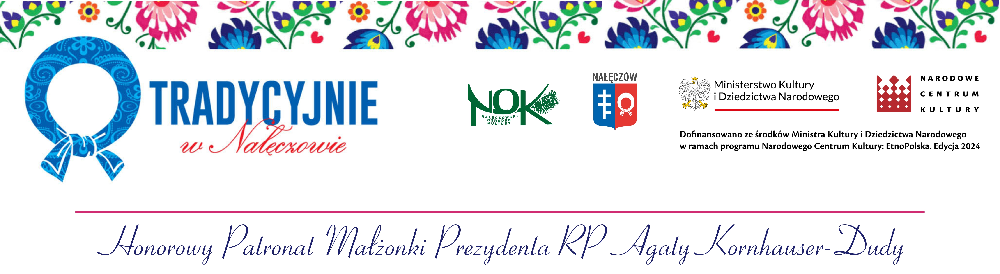 TRADYCYJNIE
w Nałęczowie
NOK
NAŁĘCZOWSKI
OŚRODEK
KULTURY
NAŁĘCZÓW
Ministerstwo Kultury
i Dziedzictwa Narodowego
NARODOWE
CENTRUM
KULTURY
Dofinansowano ze środków Ministra Kultury i Dziedzictwa Narodowego
w ramach programu Narodowego Centrum Kultury: EtnoPolska. Edycja 2024
Honorowy Patronat Małżonki Prezydenta RP Agaty Kornhauser-Dudy